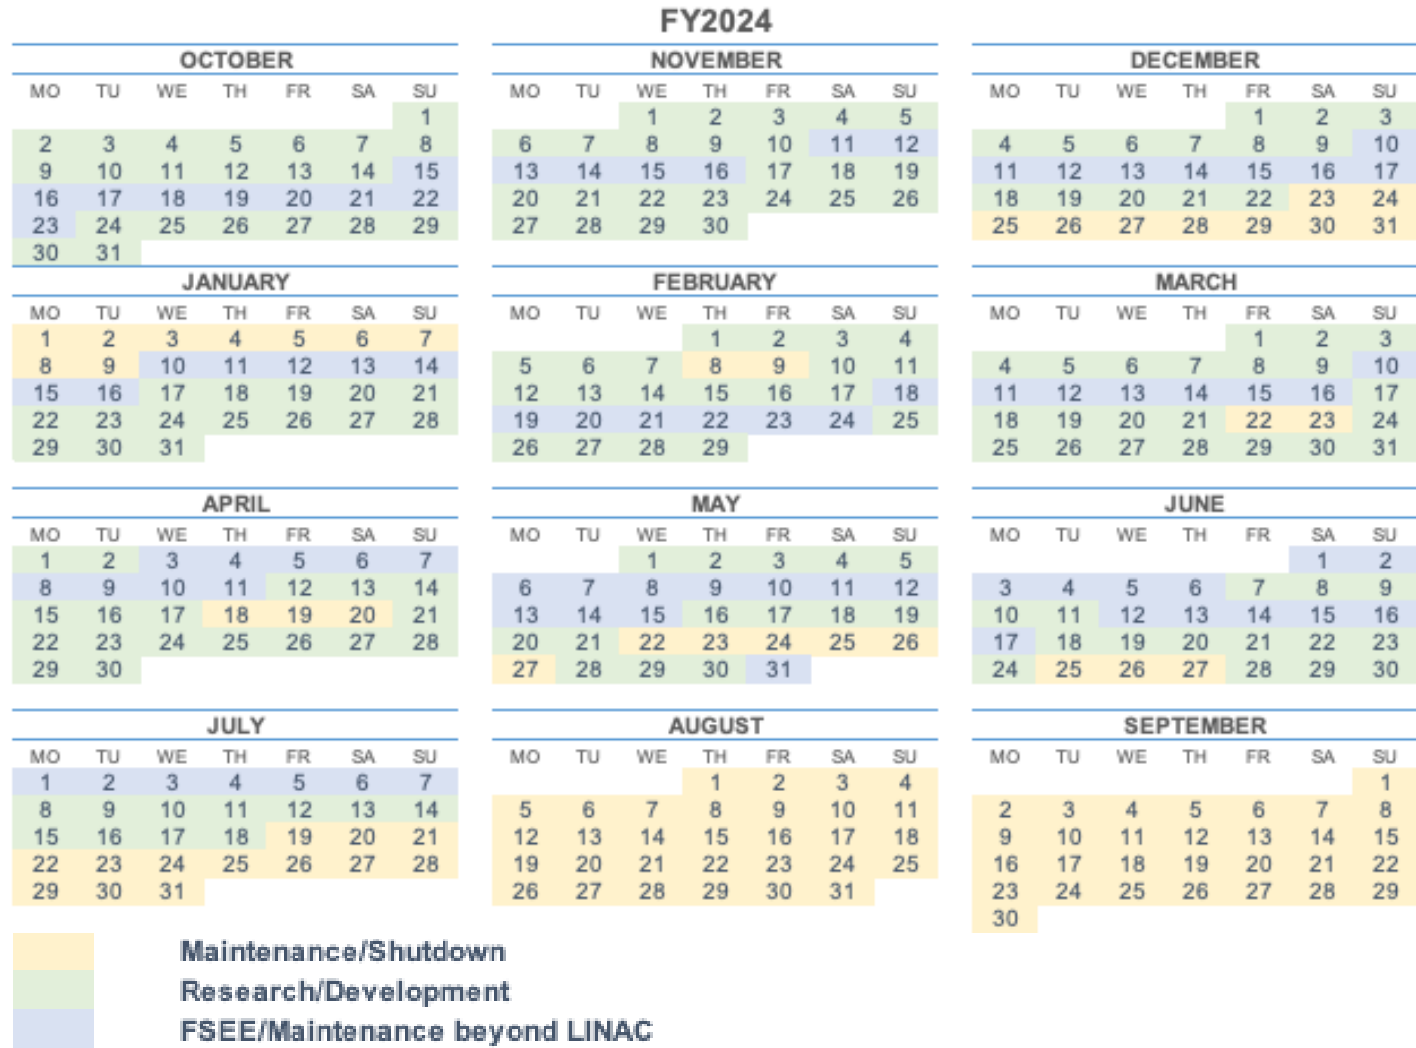 FY2024
OCTOBER
MO TU WE TH FR SA SU
1
2 3 4 5 6 7 8
9 10 11 12 13 14 15
16 17 18 19 20 21 22
23 24 25 26 27 28 29
30 31
NOVEMBER
MO TU WE TH FR SA SU
1 2 3 4 5
6 7 8 9 10 11 12
13 14 15 16 17 18 19
20 21 22 23 24 25 26
27 28 29 30
DECEMBER
MO TU WE TH FR SA SU
1 2 3
4 5 6 7 8 9 10
11 12 13 14 15 16 17
18 19 20 21 22 23 24
25 26 27 28 29 30 31
JANUARY
MO TU WE TH FR SA SU
1 2 3 4 5 6 7
8 9 10 11 12 13 14
15 16 17 18 19 20 21
22 23 24 25 26 27 28
29 30 31
FEBRUARY
MO TU WE TH FR SA SU
1 2 3 4
5 6 7 8 9 10 11
12 13 14 15 16 17 18
19 20 21 22 23 24 25
26 27 28 29
MARCH
MO TU WE TH FR SA SU
1 2 3
4 5 6 7 8 9 10
11 12 13 14 15 16 17
18 19 20 21 22 23 24
25 26 27 28 29 30 31
APRIL
MO TU WE TH FR SA SU
1 2 3 4 5 6 7
8 9 10 11 12 13 14
15 16 17 18 19 20 21
22 23 24 25 26 27 28
29 30
MAY
MO TU WE TH FR SA SU
1 2 3 4 5
6 7 8 9 10 11 12
13 14 15 16 17 18 19
20 21 22 23 24 25 26
27 28 29 30 31
JUNE
MO TU WE TH FR SA SU
1 2
3 4 5 6 7 8 9
10 11 12 13 14 15 16
17 18 19 20 21 22 23
24 25 26 27 28 29 30
JULY
MO TU WE TH FR SA SU
1 2 3 4 5 6 7
8 9 10 11 12 13 14
15 16 17 18 19 20 21
22 23 24 25 26 27 28
29 30 31
AUGUST
MO TU WE TH FR SA SU
1 2 3 4
5 6 7 8 9 10 11
12 13 14 15 16 17 18
19 20 21 22 23 24 25
26 27 28 29 30 31
SEPTEMBER
MO TU WE TH FR SA SU
1
2 3 4 5 6 7 8
9 10 11 12 13 14 15
16 17 18 19 20 21 22
23 24 25 26 27 28 29
30
Maintenance/Shutdown
Research/Development
FSEE/Maintenance beyond LINAC